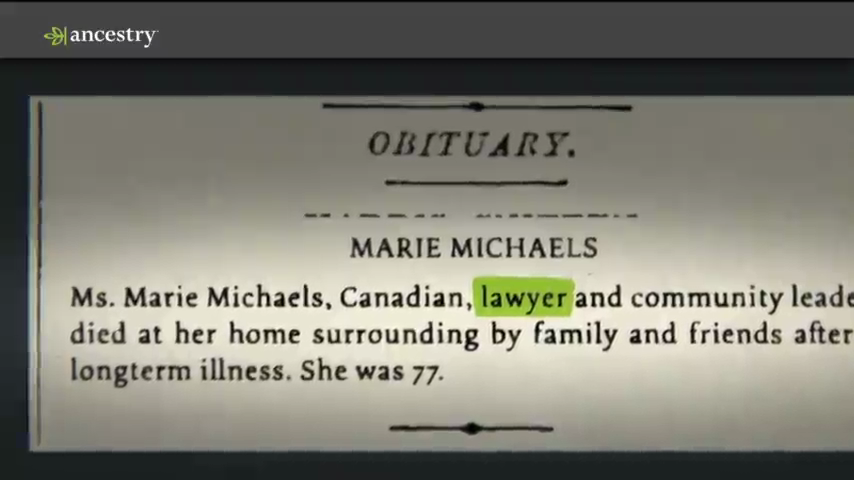 ancestry
OBITUARY.
MARIE MICHAELS
Ms. Marie Michaels, Canadian, lawyer and community leade
died at her home surrounding by family and friends after
longterm illness. She was 77.